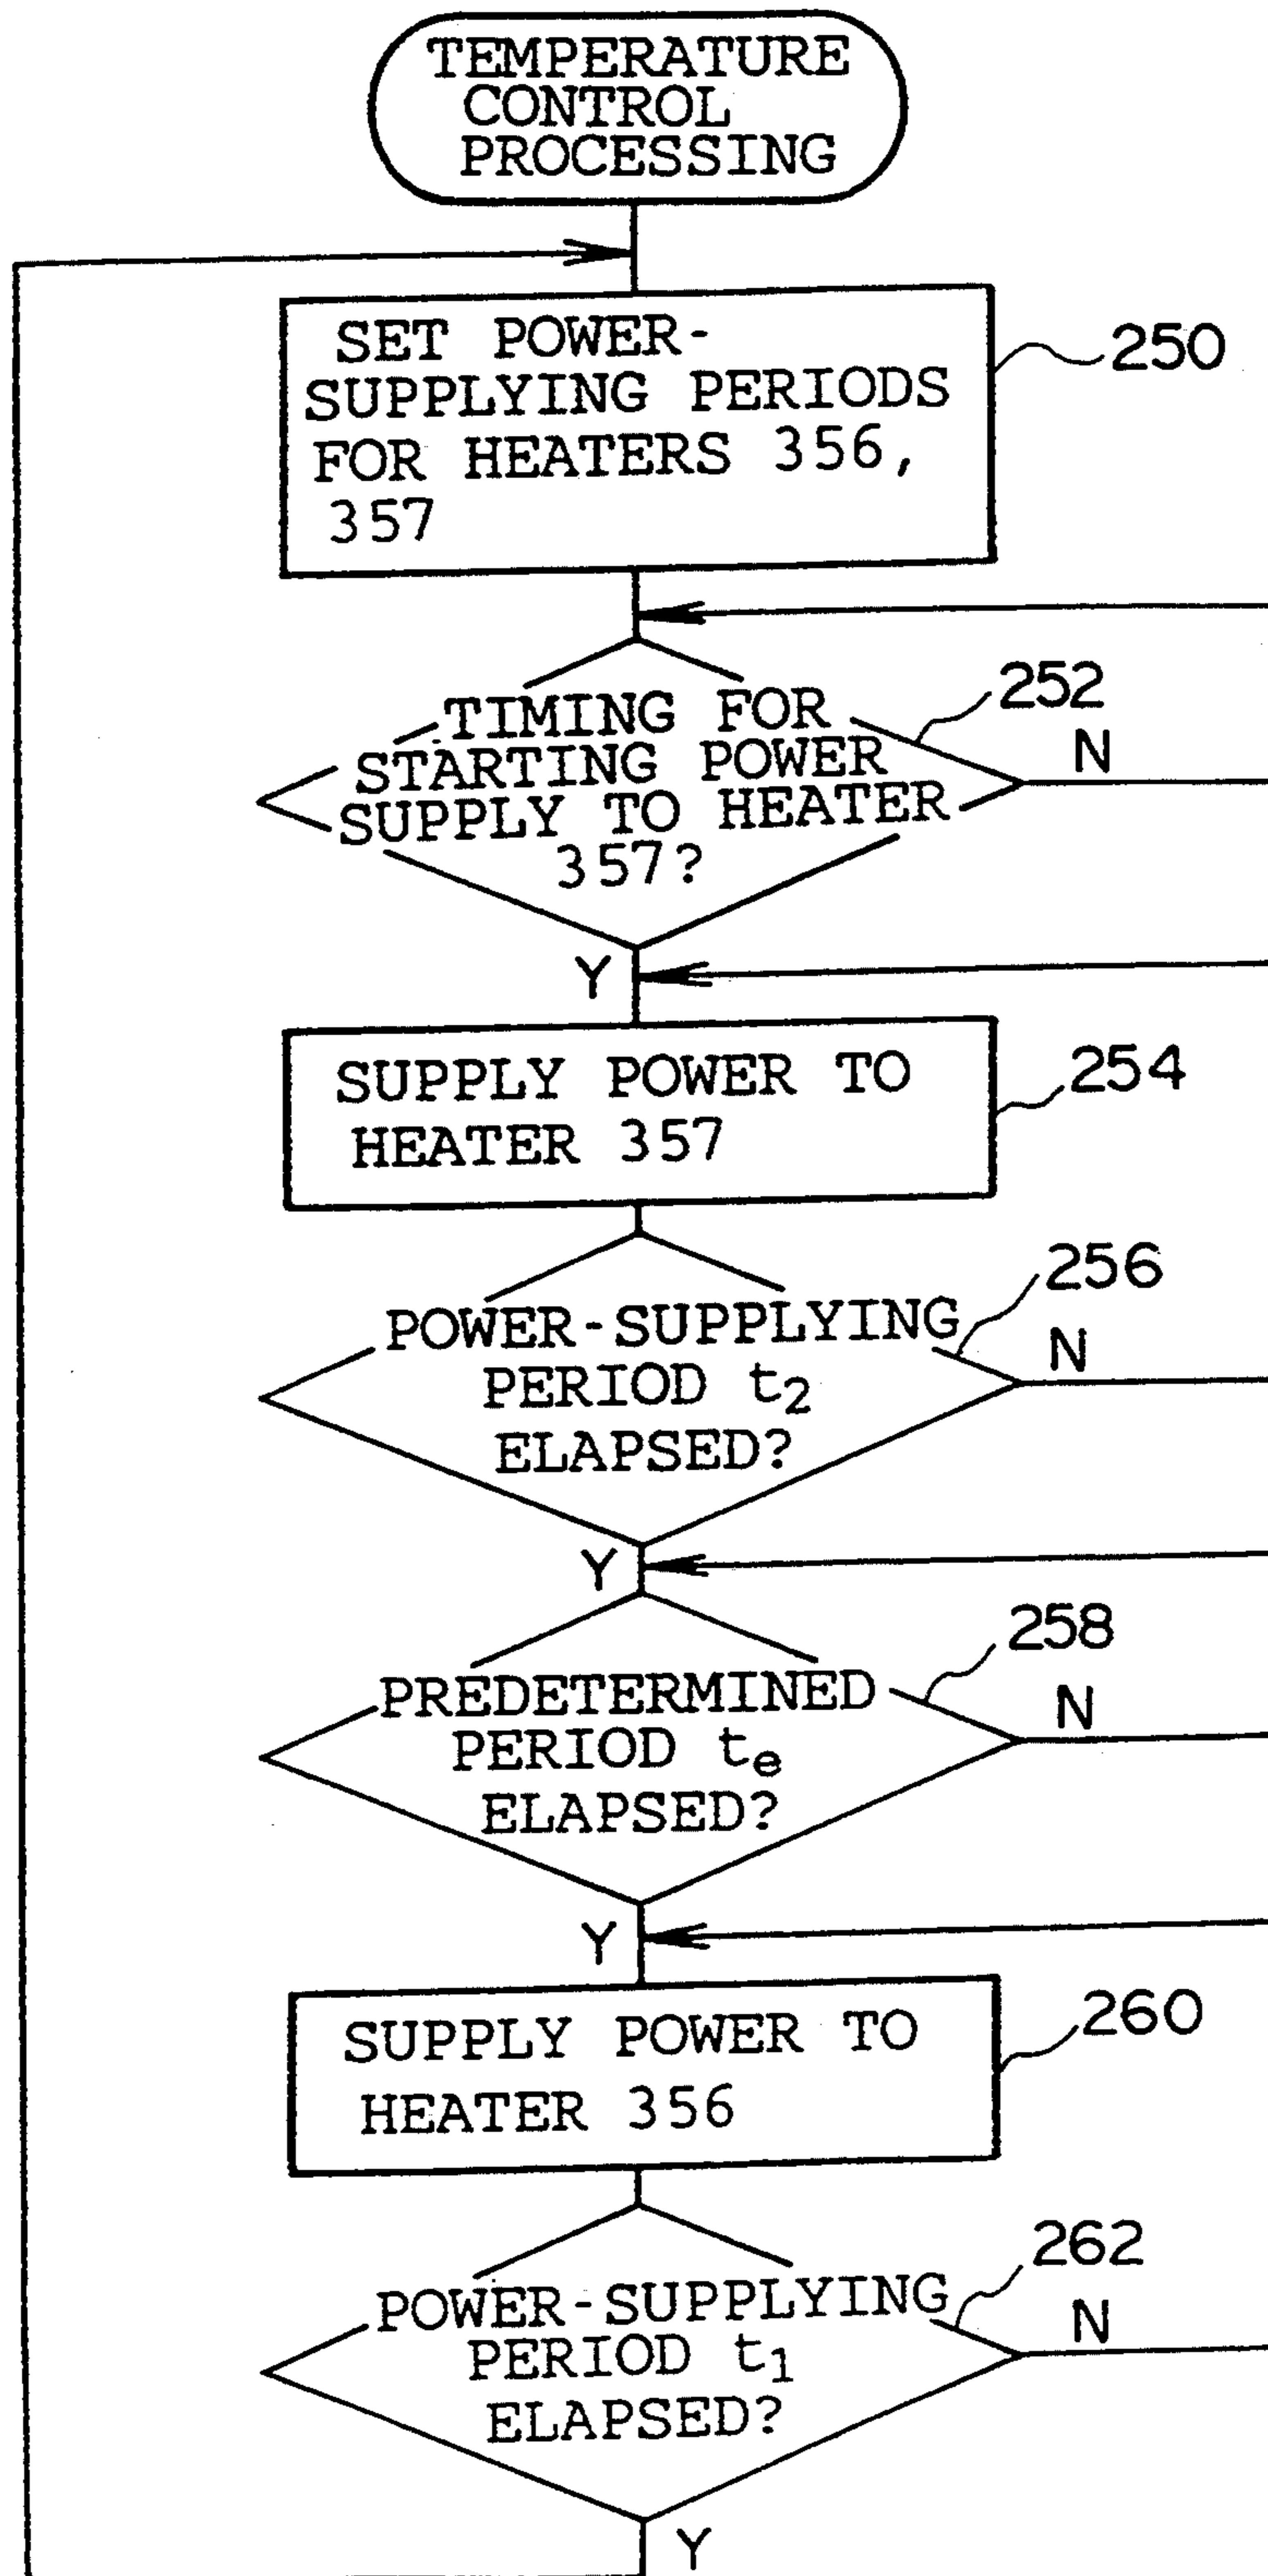 TEMPERATURE
CONTROL
PROCESSING
SET POWER-
SUPPLYING PERIODS
FOR HEATERS 356,
357
250
TIMING FOR
STARTING POWER
SUPPLY TO HEATER
357?
252
N
Y
SUPPLY POWER TO
HEATER 357
254
POWER-SUPPLYING
PERIOD t₂
ELAPSED?
256
N
Y
PREDETERMINED
PERIOD tₑ
ELAPSED?
258
N
Y
SUPPLY POWER TO
HEATER 356
260
POWER-SUPPLYING
PERIOD t₁
ELAPSED?
262
N
Y